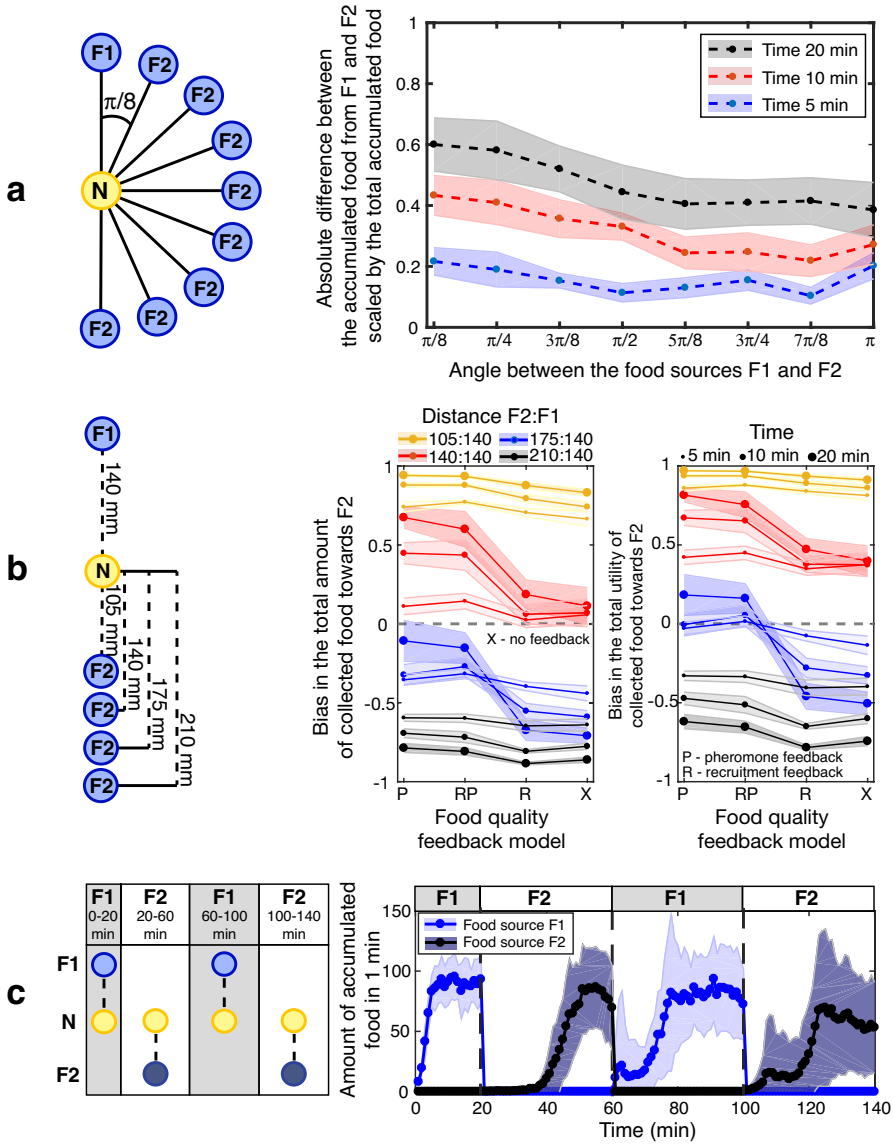 a
F1
F2
F2
F2
F2
F2
F2
F2
F2
π/8
N
Absolute difference between
the accumulated food from F1 and F2
scaled by the total accumulated food
1
0.8
0.6
0.4
0.2
0
Time 20 min
Time 10 min
Time 5 min
π/8 π/4 3π/8 π/2 5π/8 3π/4 7π/8 π
Angle between the food sources F1 and F2
b
F1
140 mm
N
105 mm
140 mm
175 mm
210 mm
F2
F2
F2
F2
Distance F2:F1
105:140 175:140
140:140 210:140
Bias in the total amount
of collected food towards F2
1
0.5
0
-0.5
-1
X - no feedback
P RP R X
Food quality
feedback model
Time
5 min 10 min 20 min
Bias in the total utility of
collected food towards F2
1
0.5
0
-0.5
-1
P - pheromone feedback
R - recruitment feedback
P RP R X
Food quality
feedback model
c
F1 F2 F1 F2
0-20 20-60 60-100 100-140
min min min min
F1
N
F2
F1 F2 F1 F2
Amount of accumulated
food in 1 min
150
100
50
0
Food source F1
Food source F2
0 20 40 60 80 100 120 140
Time (min)